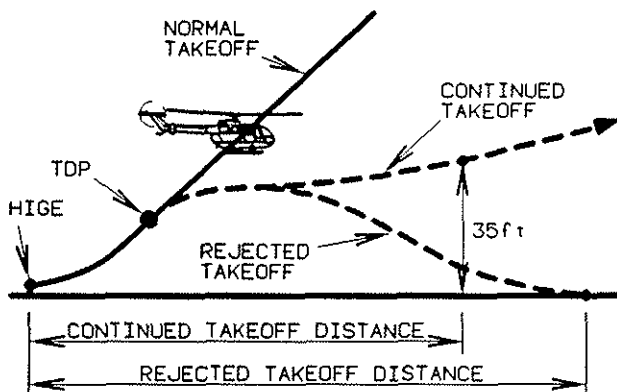 NORMAL
TAKEOFF
CONTINUED
TAKEOFF
TDP
HIGE
35ft
REJECTED
TAKEOFF
CONTINUED TAKEOFF DISTANCE
REJECTED TAKEOFF DISTANCE